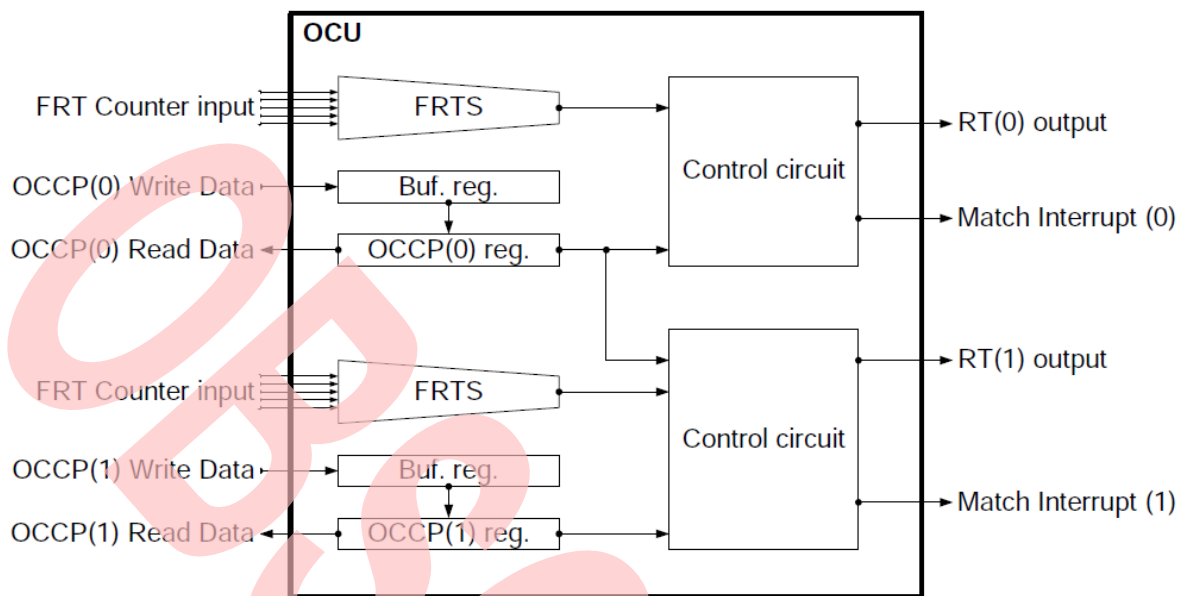 OCU
FRT Counter input
FRTS
Control circuit
RT(0) output
OCCP(0) Write Data
Buf. reg.
Match Interrupt (0)
OCCP(0) Read Data
OCCP(0) reg.
FRT Counter input
FRTS
Control circuit
RT(1) output
OCCP(1) Write Data
Buf. reg.
Match Interrupt (1)
OCCP(1) Read Data
OCCP(1) reg.